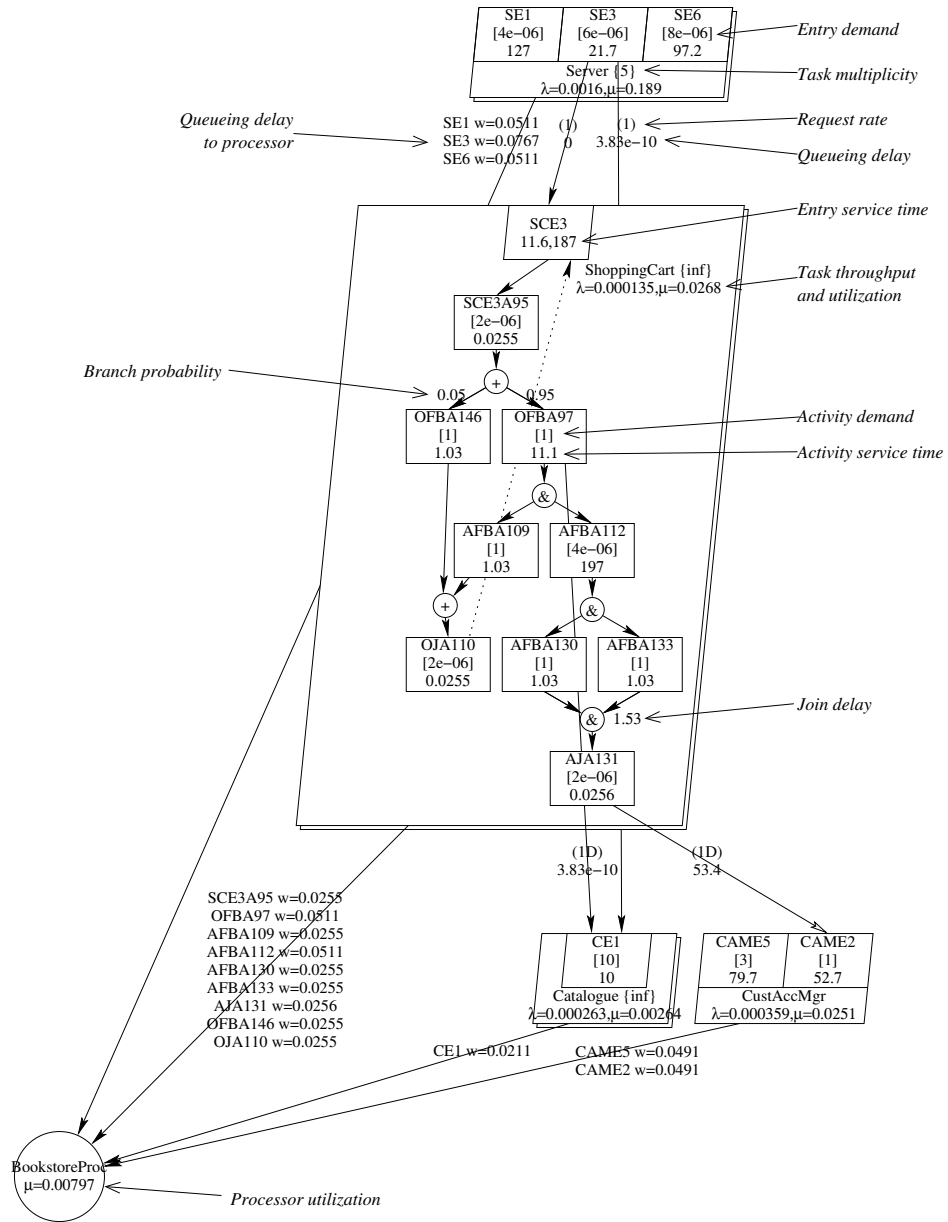 SE1
[4e−06]
127
SE3
[6e−06]
21.7
SE6
[8e−06]
97.2
Server {5}
λ=0.0016,μ=0.189
Entry demand
Task multiplicity
Queueing delay
to processor
SE1 w=0.0511
SE3 w=0.0767
SE6 w=0.0511
(1)
0
(1)
3.83e−10
Request rate
Queueing delay
SCE3
11.6,187
Entry service time
ShoppingCart {inf}
λ=0.000135,μ=0.0268
Task throughput
and utilization
SCE3A95
[2e−06]
0.0255
Branch probability
+
0.05
0.95
OFBA146
[1]
1.03
OFBA97
[1]
11.1
Activity demand
Activity service time
&
AFBA109
[1]
1.03
AFBA112
[4e−06]
197
+
&
OJA110
[2e−06]
0.0255
AFBA130
[1]
1.03
AFBA133
[1]
1.03
&
1.53
Join delay
AJA131
[2e−06]
0.0256
(1D)
3.83e−10
(1D)
53.4
SCE3A95 w=0.0255
OFBA97 w=0.0511
AFBA109 w=0.0255
AFBA112 w=0.0511
AFBA130 w=0.0255
AFBA133 w=0.0255
AJA131 w=0.0256
OFBA146 w=0.0255
OJA110 w=0.0255
CE1
[10]
10
Catalogue {inf}
λ=0.000263,μ=0.00264
CAME5
[3]
79.7
CAME2
[1]
52.7
CustAccMgr
λ=0.000359,μ=0.0251
CE1 w=0.0211
CAME5 w=0.0491
CAME2 w=0.0491
BookstoreProc
μ=0.00797
Processor utilization